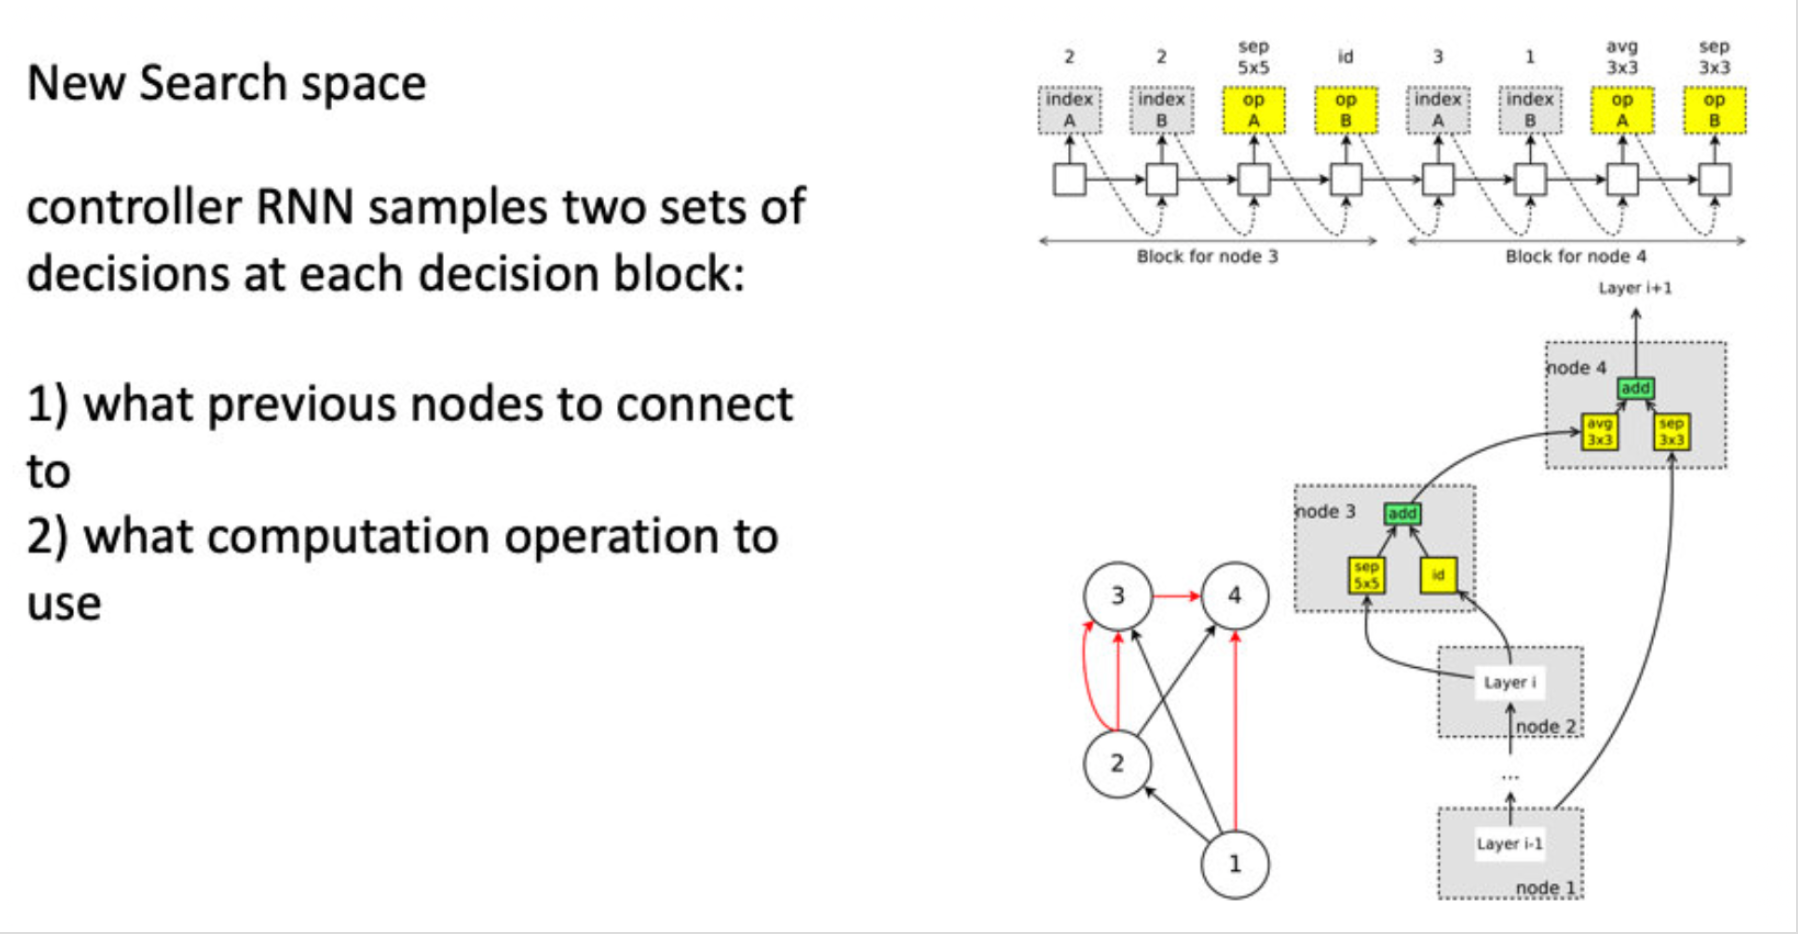 New Search space
controller RNN samples two sets of
decisions at each decision block:
1) what previous nodes to connect
to
2) what computation operation to
use
2 2 sep 5x5 id 3 1 avg 3x3 sep 3x3
index A index B op A op B index A index B op A op B
Block for node 3 Block for node 4
Layer i+1
node 4
add
avg 3x3 sep 3x3
node 3
add
sep 5x5 id
3 4
Layer i
node 2
2
...
1
Layer i-1
node 1